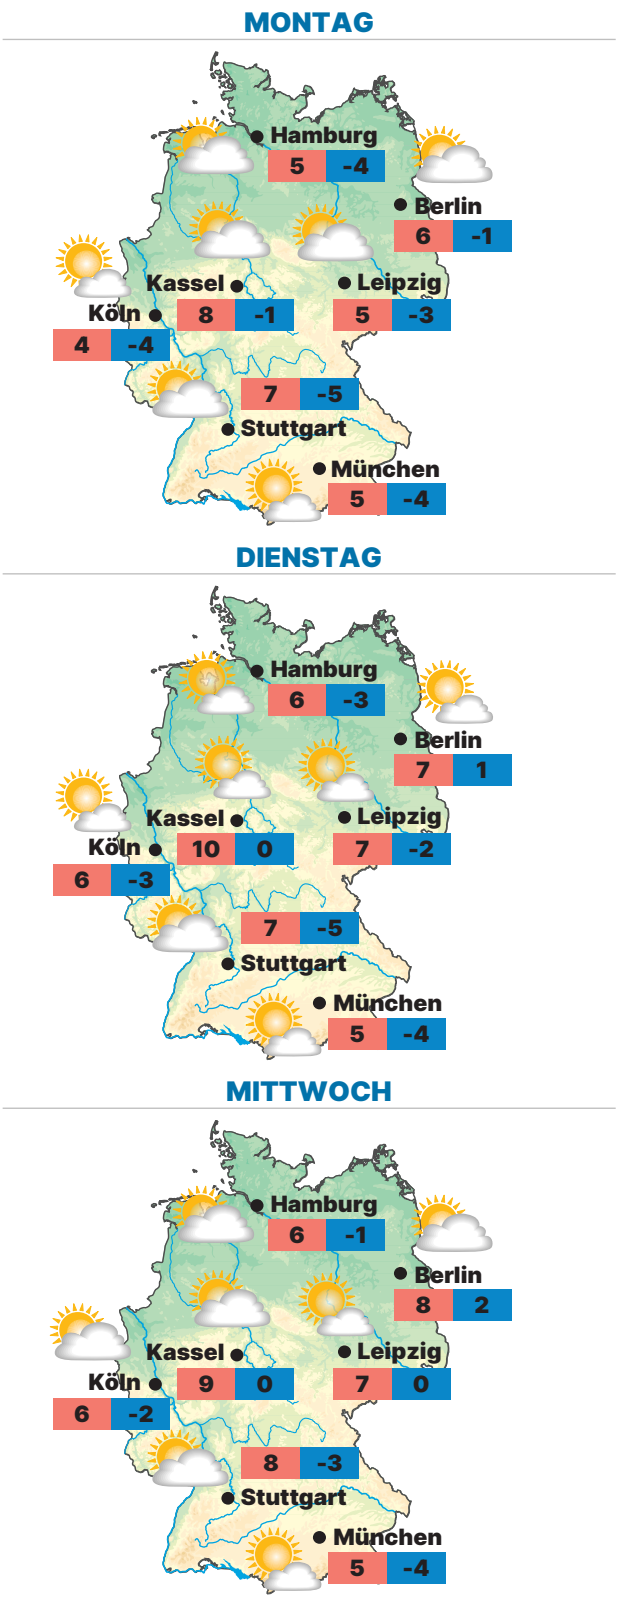 MONTAG
Hamburg
5 -4
Berlin
6 -1
Kassel
8 -1
Leipzig
5 -3
Köln
4 -4
7 -5
Stuttgart
München
5 -4
DIENSTAG
Hamburg
6 -3
Berlin
7 1
Kassel
10 0
Leipzig
7 -2
Köln
6 -3
7 -5
Stuttgart
München
5 -4
MITTWOCH
Hamburg
6 -1
Berlin
8 2
Kassel
9 0
Leipzig
7 0
Köln
6 -2
8 -3
Stuttgart
München
5 -4